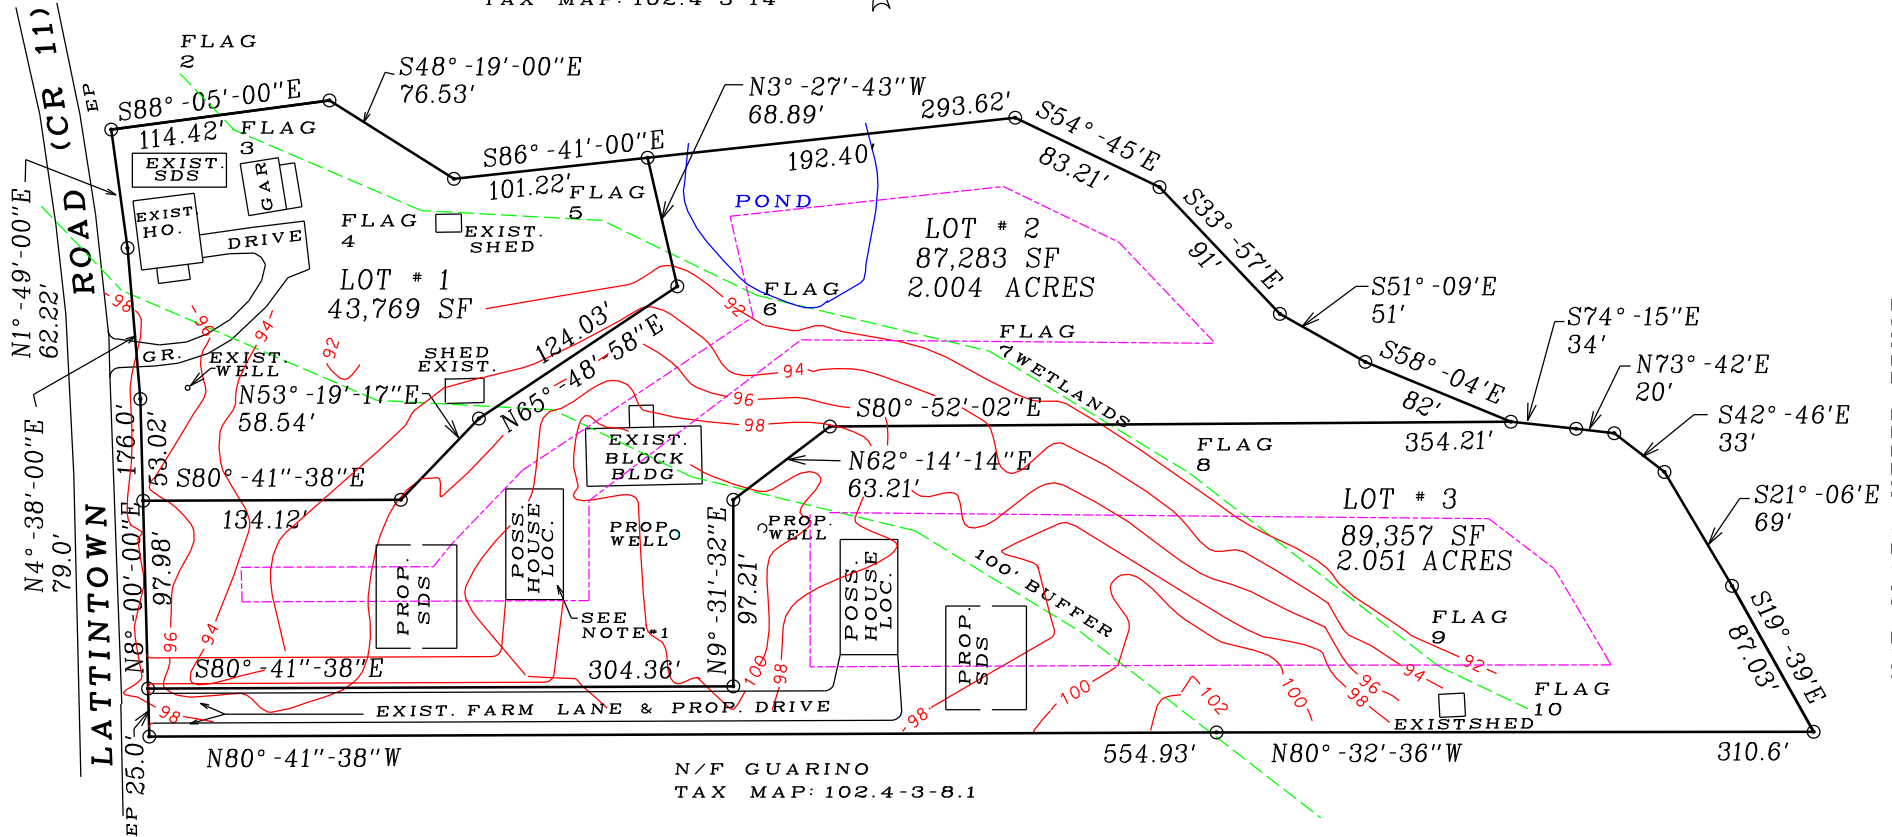 TAX MAP: 102.4-3-14
FLAG
2
S88°-05'-00"E
114.42'
S48°-19'-00"E
76.53'
N3°-27'-43"W
68.89'
293.62'
S54°-45'E
83.21'
FLAG
3
S86°-41'-00"E
101.22'
192.40'
S33°-57'E
91'
EP
ROAD (CR 11)
LATTINTOWN
EXIST.
SDS
GAR
EXIST.
HO.
DRIVE
FLAG
4
EXIST.
SHED
FLAG
5
POND
LOT # 1
43,769 SF
LOT # 2
87,283 SF
2.004 ACRES
FLAG
6
FLAG
7
WETLANDS
S51°-09'E
51'
S58°-04'E
82'
S74°-15"E
34'
N73°-42'E
20'
S42°-46'E
33'
S21°-06'E
69'
S19°-39'E
87.03'
N1°-49'-00"E
62.22'
N4°-38'-00"E
79.0'
176.0'
53.02'
98
96
94
92
92
94
96
98
GR.
EXIST.
WELL
SHED
EXIST.
124.03'
N65°-48'-58"E
N53°-19'-17"E
58.54'
S80°-41"-38"E
134.12'
EXIST.
BLOCK
BLDG
S80°-52'-02"E
354.21'
N62°-14'-14"E
63.21'
FLAG
8
LOT # 3
89,357 SF
2.051 ACRES
N8°-00'-00"E
97.98'
96
94
98
PROP.
SDS
POSS.
HOUSE
LOC.
PROP.
WELL
PROP.
WELL
SEE
NOTE#1
N9°-31'-32"E
97.21'
POSS.
HOUSE
LOC.
PROP.
SDS
100' BUFFER
FLAG
9
FLAG
10
S80°-41"-38"E
304.36'
100
98
98
100
102
100
98
96
94
92
EXIST. FARM LANE & PROP. DRIVE
EXISTSHED
EP
25.0'
N80°-41"-38"W
554.93'
N80°-32'-36"W
310.6'
N/F GUARINO
TAX MAP: 102.4-3-8.1